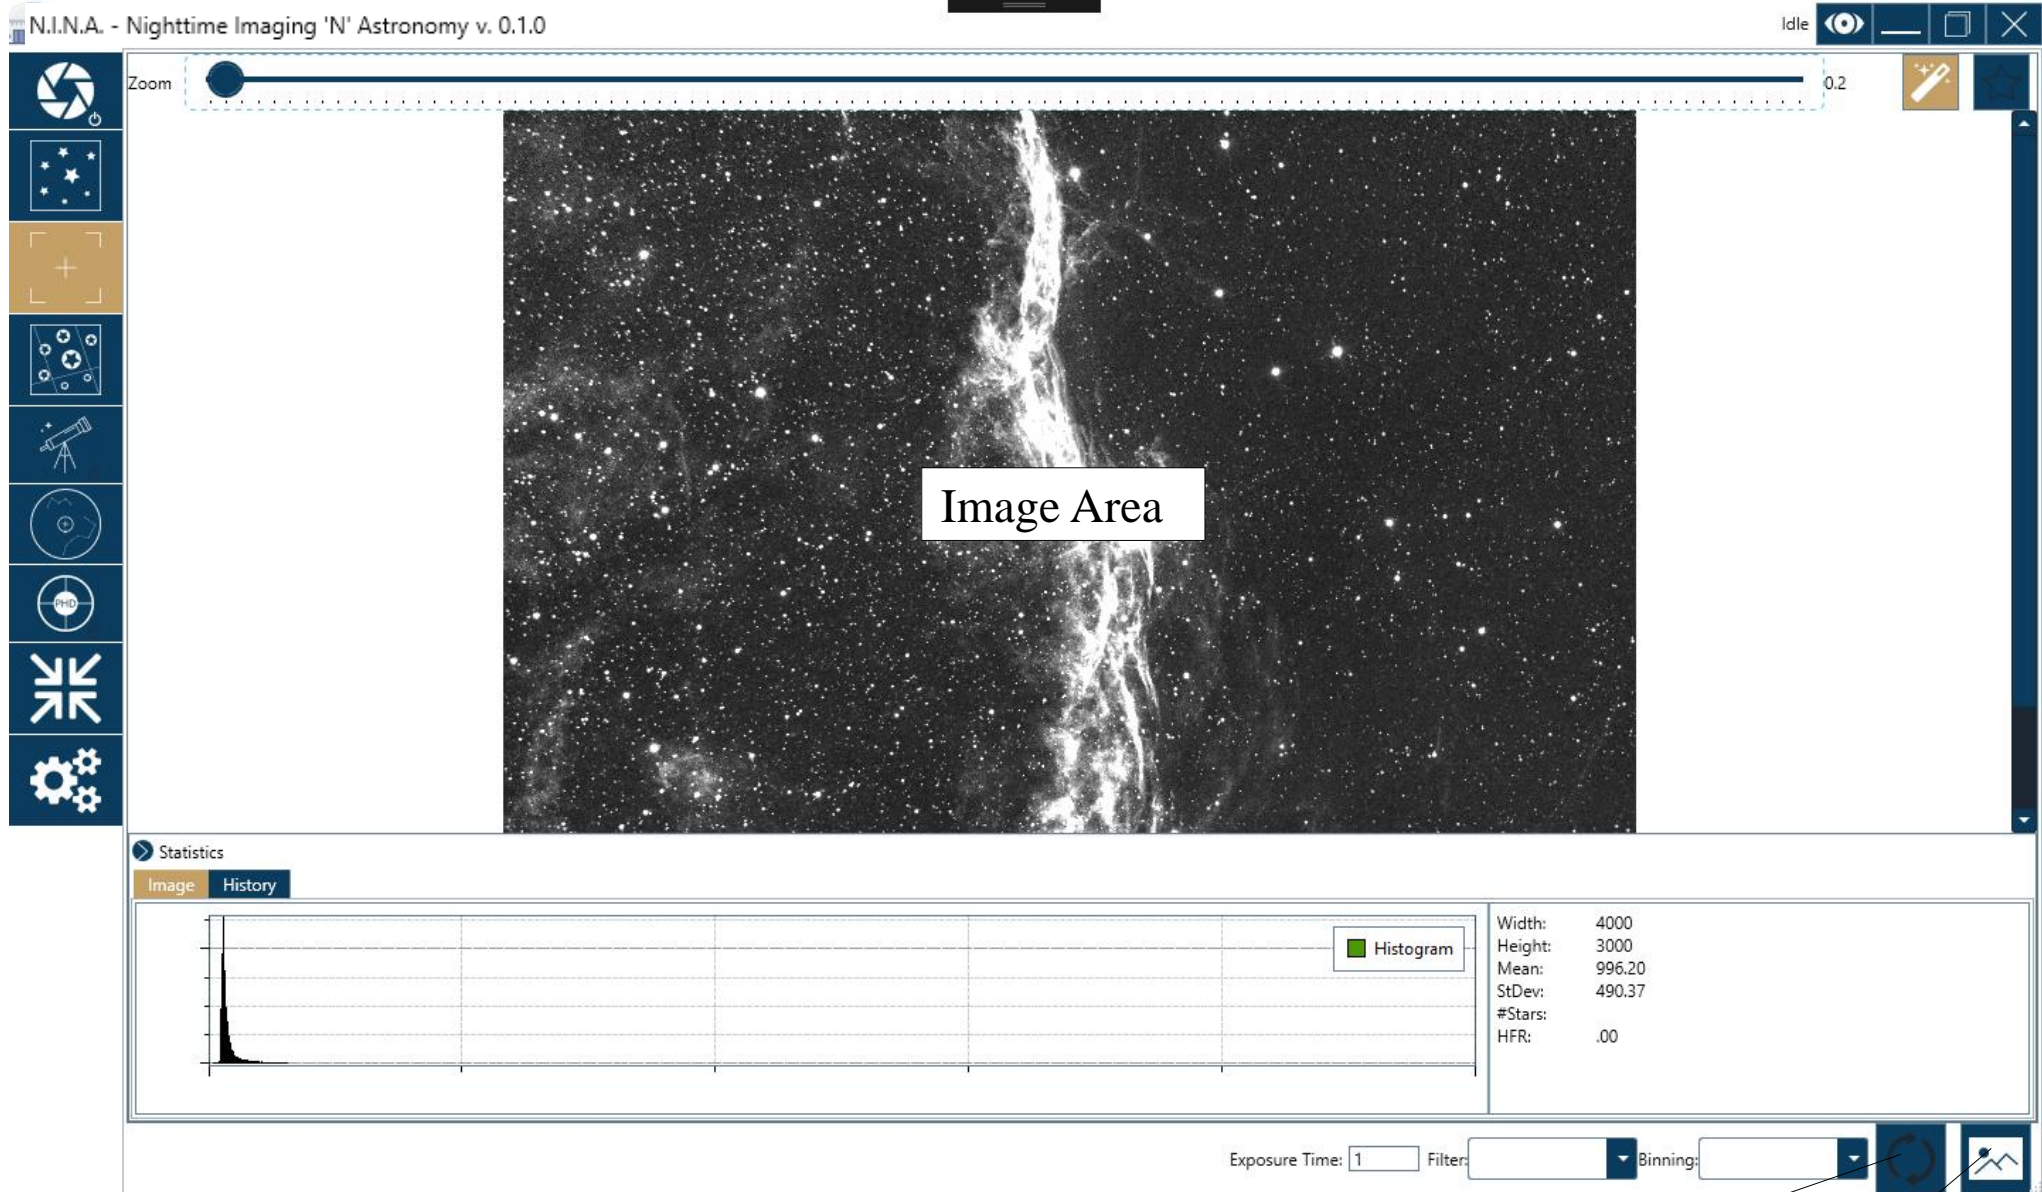 N.I.N.A. - Nighttime Imaging 'N' Astronomy v. 0.1.0
Idle
Zoom
0.2
PHD
Image Area
Statistics
Image History
Histogram
Width: 4000
Height: 3000
Mean: 996.20
StDev: 490.37
#Stars:
HFR: .00
Exposure Time: 1 Filter: Binning: